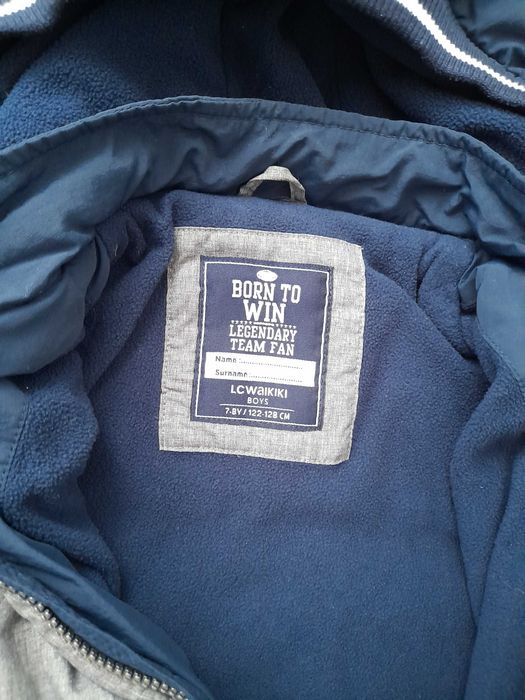 BORN TO
WIN
LEGENDARY
TEAM FAN
Name :......................
Surname :......................
LCWAIKIKI
BOYS
7-8Y / 122-128 CM